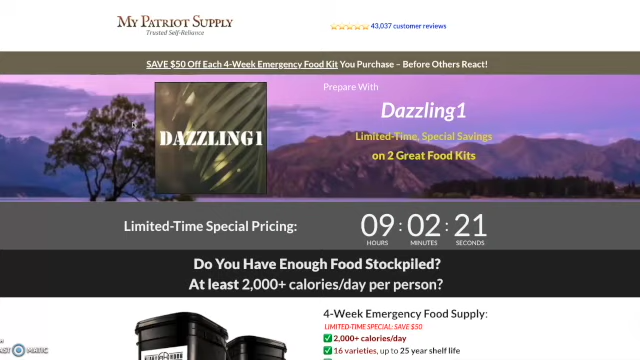 My Patriot Supply
Trusted Self-Reliance
43,037 customer reviews
SAVE $50 Off Each 4-Week Emergency Food Kit You Purchase – Before Others React!
Prepare With
DAZZLING1
Dazzling1
Limited-Time, Special Savings
on 2 Great Food Kits
Limited-Time Special Pricing:
09 : 02 : 21
HOURS MINUTES SECONDS
Do You Have Enough Food Stockpiled?
At least 2,000+ calories/day per person?
4-Week Emergency Food Supply:
LIMITED-TIME SPECIAL: SAVE $50
2,000+ calories/day
16 varieties, up to 25 year shelf life
MATIC